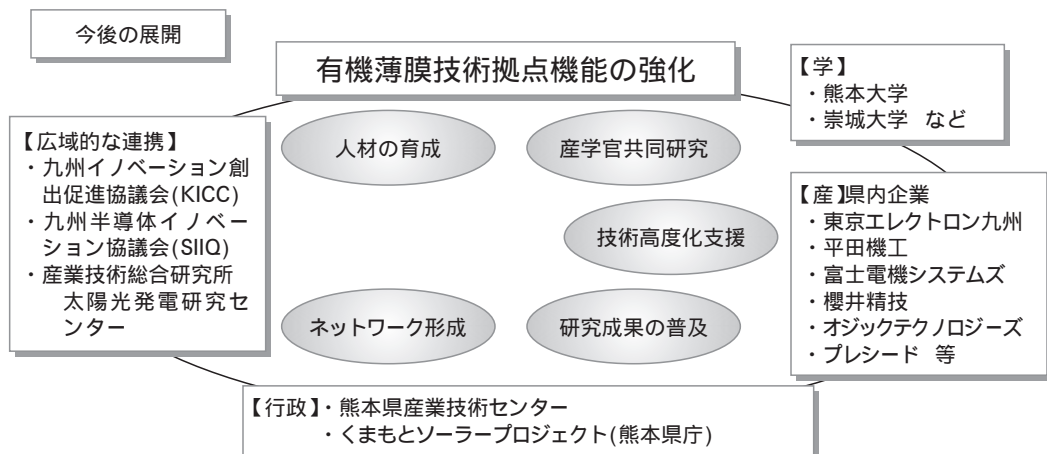 今後の展開
有機薄膜技術拠点機能の強化
【学】
・熊本大学
・崇城大学 など
【広域的な連携】
・九州イノベーション創
出促進協議会(KICC)
・九州半導体イノベー
ション協議会(SIIQ)
・産業技術総合研究所
太陽光発電研究セ
ンター
人材の育成
産学官共同研究
技術高度化支援
ネットワーク形成
研究成果の普及
【産】県内企業
・東京エレクトロン九州
・平田機工
・富士電機システムズ
・櫻井精技
・オジックテクノロジーズ
・プレシード 等
【行政】・熊本県産業技術センター
・くまもとソーラープロジェクト(熊本県庁)